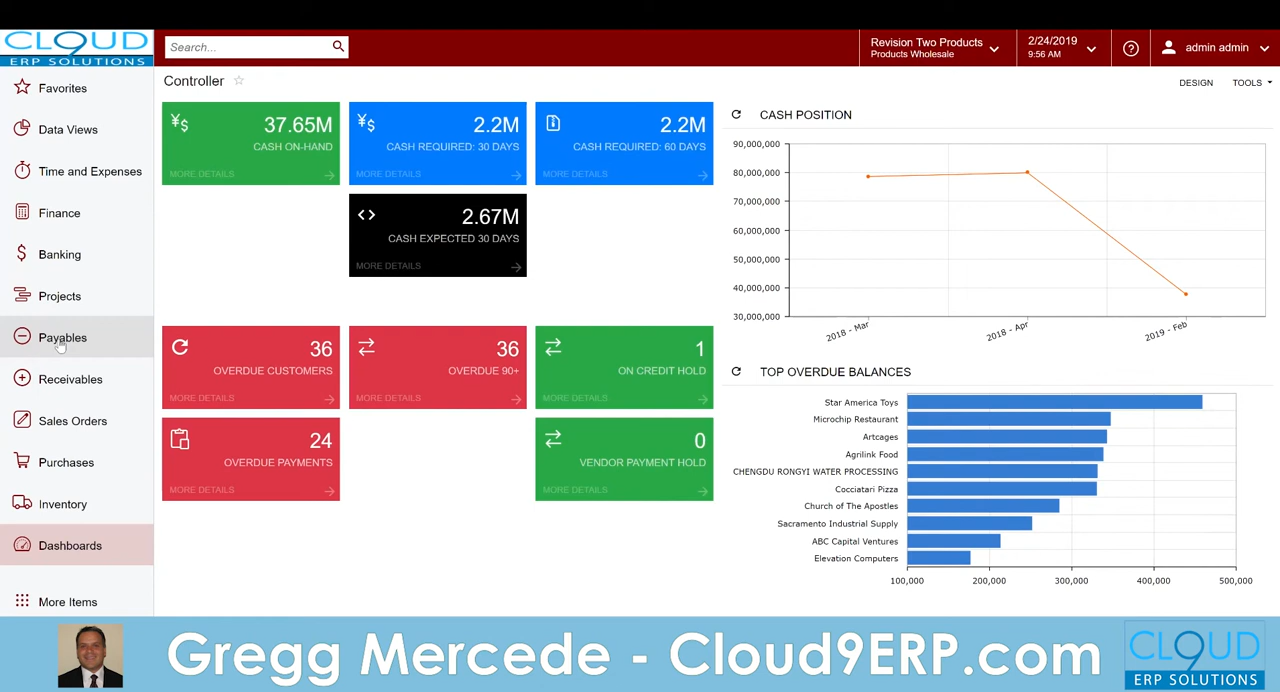 CLOUD
ERP SOLUTIONS
Search...
Revision Two Products
Products Wholesale
2/24/2019
9:56 AM
admin admin
Favorites
Data Views
Time and Expenses
Finance
Banking
Projects
Payables
Receivables
Sales Orders
Purchases
Inventory
Dashboards
More Items
Controller
DESIGN
TOOLS
37.65M
CASH ON-HAND
MORE DETAILS
2.2M
CASH REQUIRED: 30 DAYS
MORE DETAILS
2.2M
CASH REQUIRED: 60 DAYS
MORE DETAILS
2.67M
CASH EXPECTED 30 DAYS
MORE DETAILS
36
OVERDUE CUSTOMERS
MORE DETAILS
36
OVERDUE 90+
MORE DETAILS
1
ON CREDIT HOLD
MORE DETAILS
24
OVERDUE PAYMENTS
MORE DETAILS
0
VENDOR PAYMENT HOLD
MORE DETAILS
CASH POSITION
90,000,000
80,000,000
70,000,000
60,000,000
50,000,000
40,000,000
30,000,000
2018 - Mar
2018 - Apr
2019 - Feb
TOP OVERDUE BALANCES
Star America Toys
Microchip Restaurant
Artcages
Agrilink Food
CHENGDU RONGYI WATER PROCESSING
Cocciatari Pizza
Church of The Apostles
Sacramento Industrial Supply
ABC Capital Ventures
Elevation Computers
100,000 200,000 300,000 400,000 500,000
Gregg Mercede - Cloud9ERP.com
CLOUD
ERP SOLUTIONS